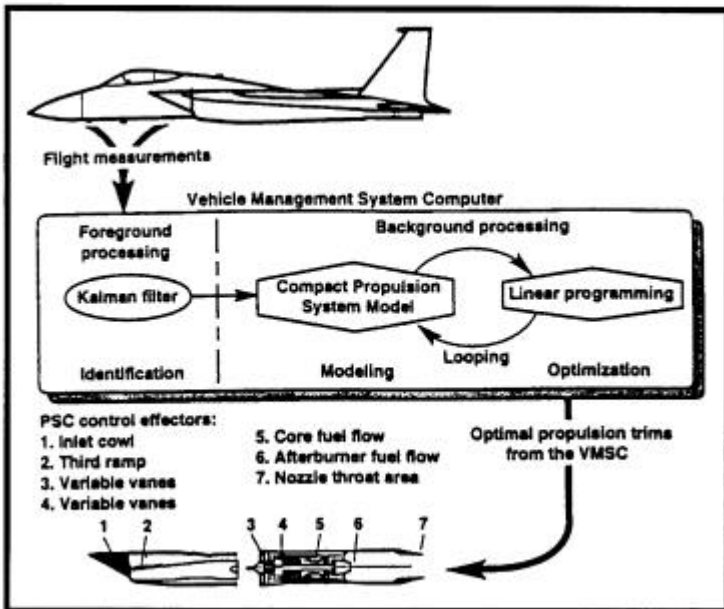 Flight measurements
Vehicle Management System Computer
Foreground
processing
Background processing
Kalman filter
Compact Propulsion
System Model
Linear programming
Looping
Identification
Modeling
Optimization
PSC control effectors:
1. Inlet cowl
2. Third ramp
3. Variable vanes
4. Variable vanes
5. Core fuel flow
6. Afterburner fuel flow
7. Nozzle throat area
Optimal propulsion trims
from the VMSC
1 2 3 4 5 6 7